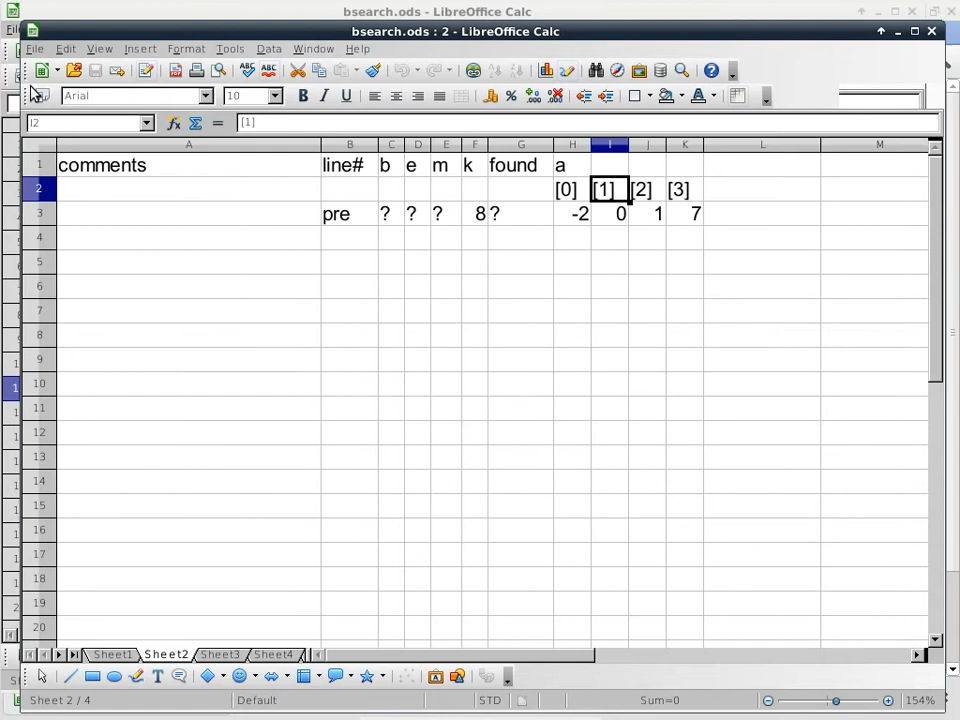 bsearch.ods - LibreOffice Calc
bsearch.ods : 2 - LibreOffice Calc
File Edit View Insert Format Tools Data Window Help
Arial 10
I2 [1]
A B C D E F G H I J K L M
1 comments line# b e m k found a
2 [0] [1] [2] [3]
3 pre ? ? ? 8 ? -2 0 1 7
4
5
6
7
8
9
10
11
12
13
14
15
16
17
18
19
20
Sheet1 Sheet2 Sheet3 Sheet4
Sheet 2 / 4 Default STD Sum=0 154%